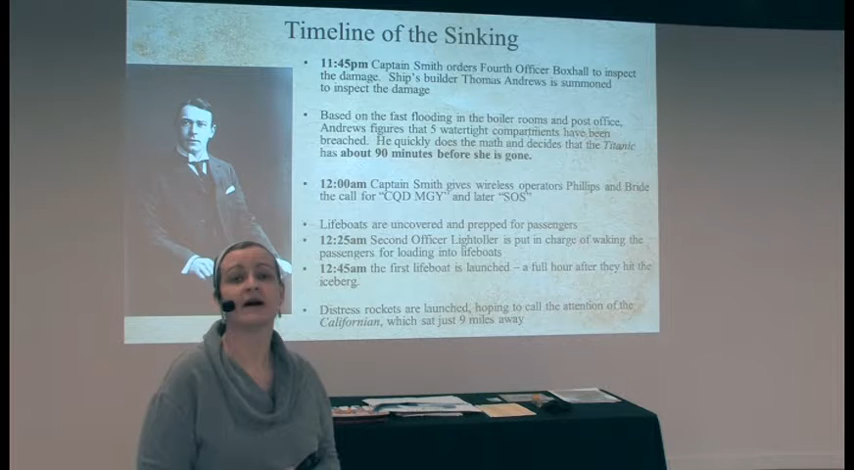 Timeline of the Sinking
• 11:45pm Captain Smith orders Fourth Officer Boxhall to inspect
the damage. Ship's builder Thomas Andrews is summoned
to inspect the damage
• Based on the fast flooding in the boiler rooms and post office,
Andrews figures that 5 watertight compartments have been
breached. He quickly does the math and decides that the Titanic
has about 90 minutes before she is gone.
• 12:00am Captain Smith gives wireless operators Phillips and Bride
the call for "CQD MGY" and later "SOS"
• Lifeboats are uncovered and prepped for passengers
• 12:25am Second Officer Lightoller is put in charge of waking the
passengers for loading into lifeboats
• 12:45am the first lifeboat is launched – a full hour after they hit the
iceberg.
• Distress rockets are launched, hoping to call the attention of the
Californian, which sat just 9 miles away